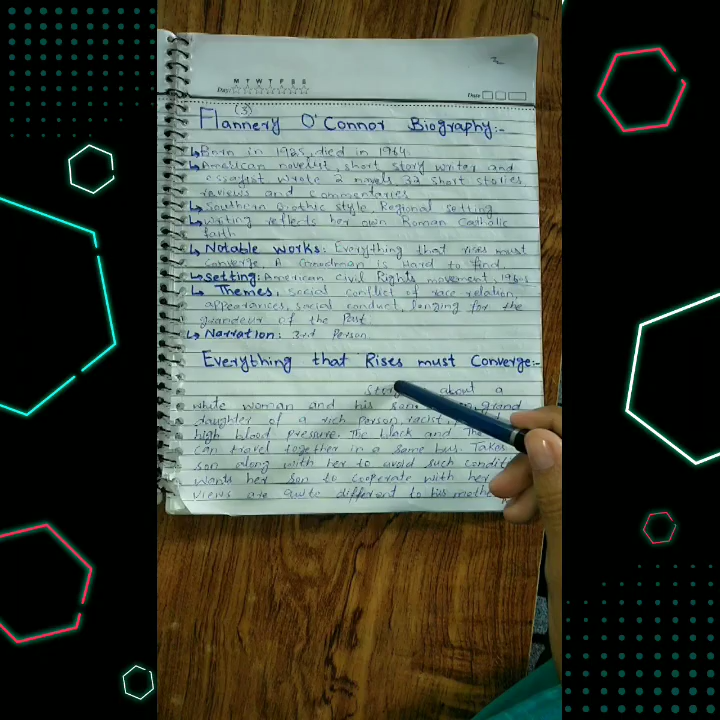 M T W T F S S
Day:
Date
(3)
Flannery O'Connor Biography:-
↳ Born in 1925, died in 1964
↳ American novelist, short story writer and
essayist wrote 2 novels 32 short stories,
reviews and commentaries
↳ Southern Gothic style, Regional setting
↳ writing reflects her own Roman Catholic
faith
↳ Notable works: Everything that rises must
converge, A Goodman is Hard to find,
↳ setting: American civil Rights movement,
↳ Themes, social conflict of race relation,
appearances, social conduct, longing for the
grandeur of the Past
↳ Narration: 3rd Person
Everything that Rises must Converge:-
Story about a
white woman and his son grand
daughter of a rich person, racist,
high blood pressure. The black and
can travel together in a same bus. Takes
son along with her to avoid such
wants her son to cooperate with her
views are quite different to his